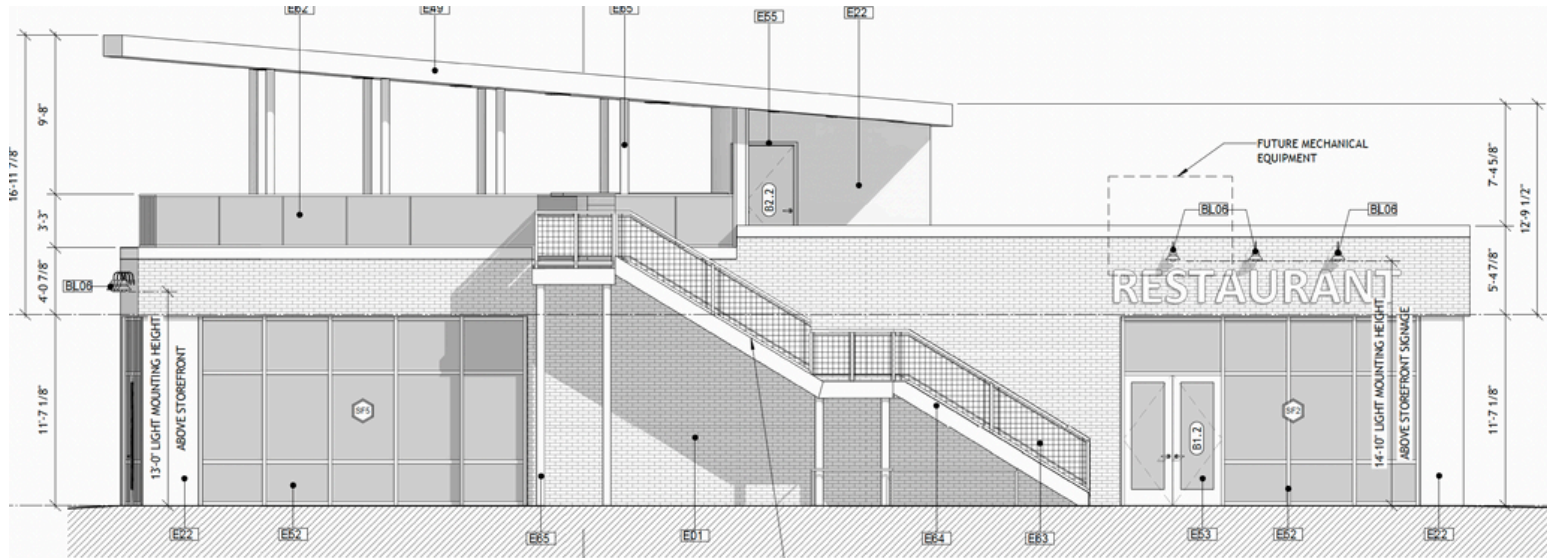 E62
E49
E65
E55
E22
16'-11 7/8"
9'-8"
3'-3"
4'-0 7/8"
11'-7 1/8"
BL06
13'-0" LIGHT MOUNTING HEIGHT
ABOVE STOREFRONT
SF5
B2.2
FUTURE MECHANICAL
EQUIPMENT
BL06
BL06
RESTAURANT
7'-4 5/8"
12'-9 1/2"
5'-4 7/8"
11'-7 1/8"
14'-10" LIGHT MOUNTING HEIGHT
ABOVE STOREFRONT SIGNAGE
SF2
B1.2
E22
E52
E65
E01
E64
E63
E53
E52
E22